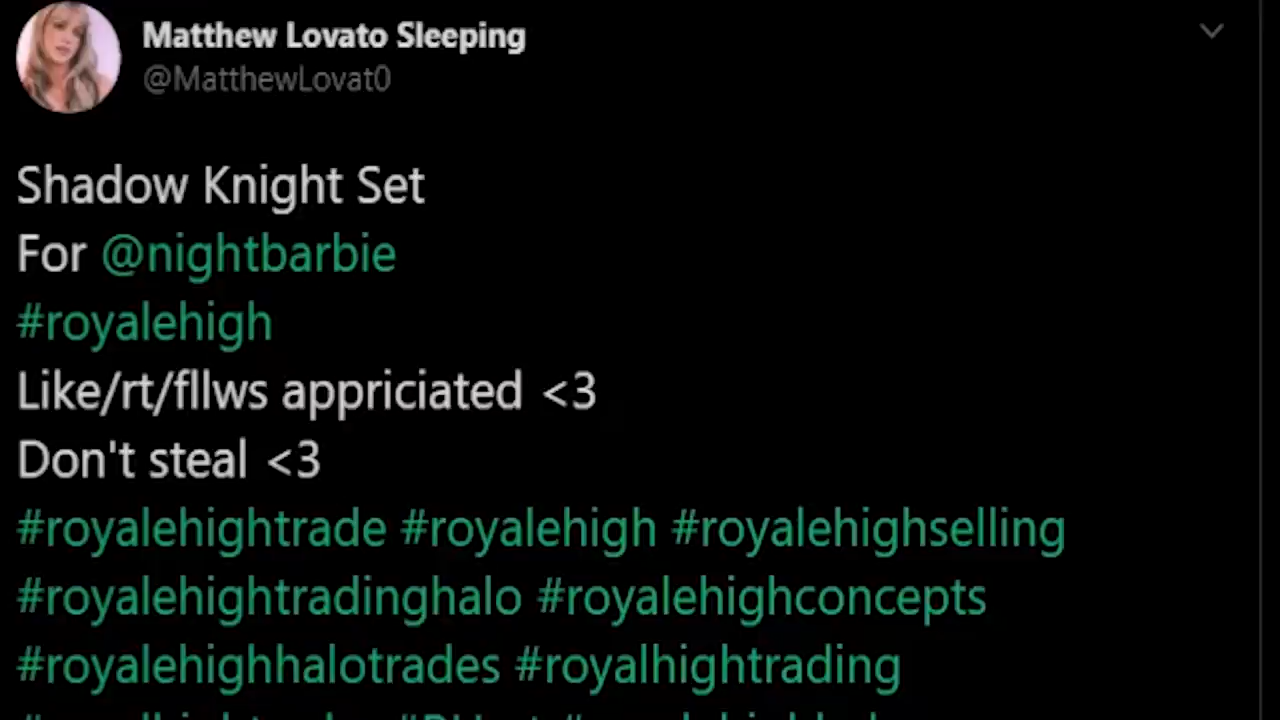 Matthew Lovato Sleeping
@MatthewLovat0
Shadow Knight Set
For @nightbarbie
#royalehigh
Like/rt/fllws appriciated <3
Don't steal <3
#royalehightrade #royalehigh #royalehighselling
#royalehightradinghalo #royalehighconcepts
#royalehighhalotrades #royalhightrading